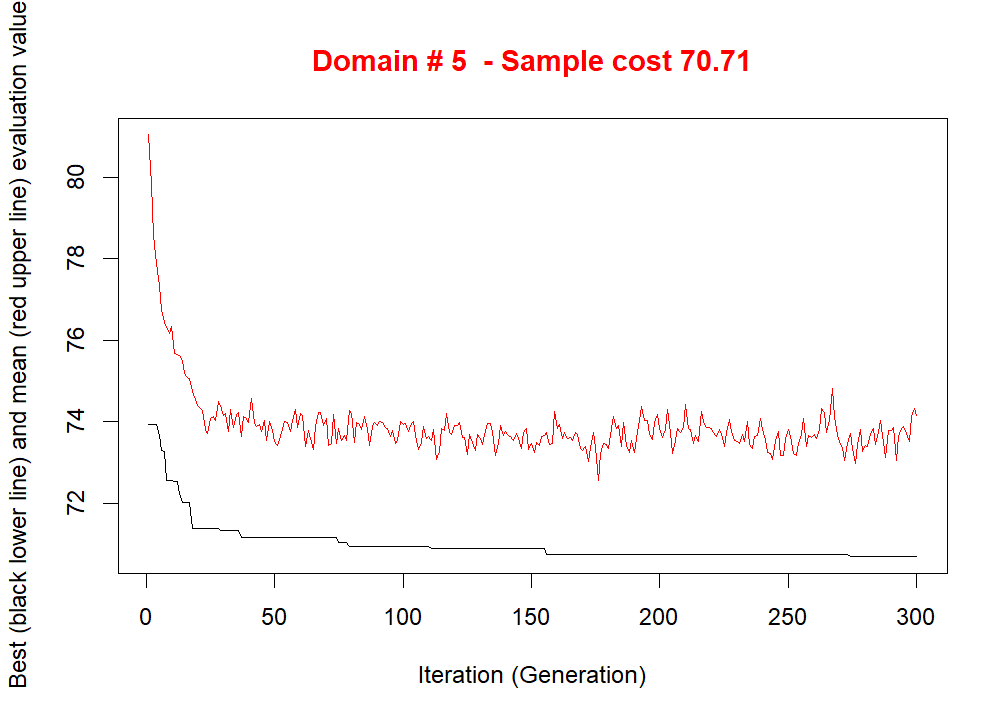 Domain # 5  - Sample cost 70.71
Best (black lower line) and mean (red upper line) evaluation value
80
78
76
74
72
0 50 100 150 200 250 300
Iteration (Generation)